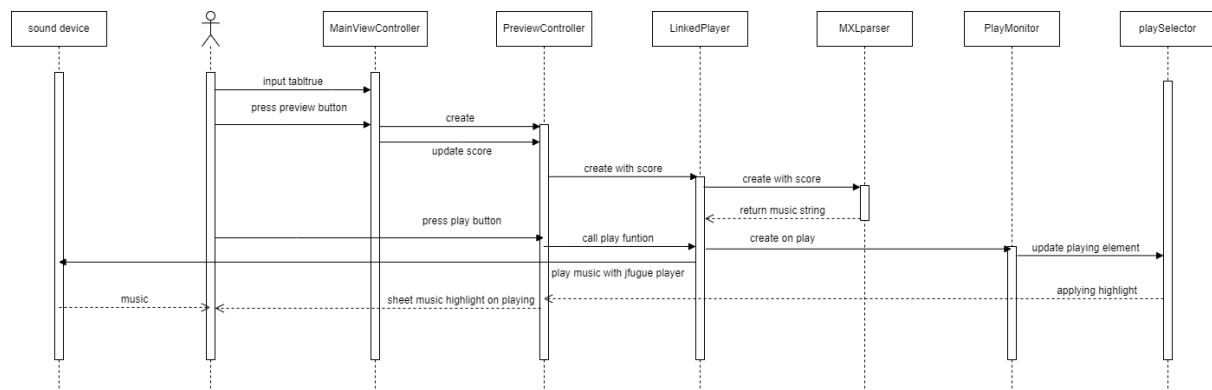 sound device
MainViewController
PreviewController
LinkedPlayer
MXLparser
PlayMonitor
playSelector
input tabltrue
press preview button
create
update score
create with score
create with score
return music string
press play button
call play funtion
create on play
update playing element
play music with jfugue player
applying highlight
music
sheet music highlight on playing